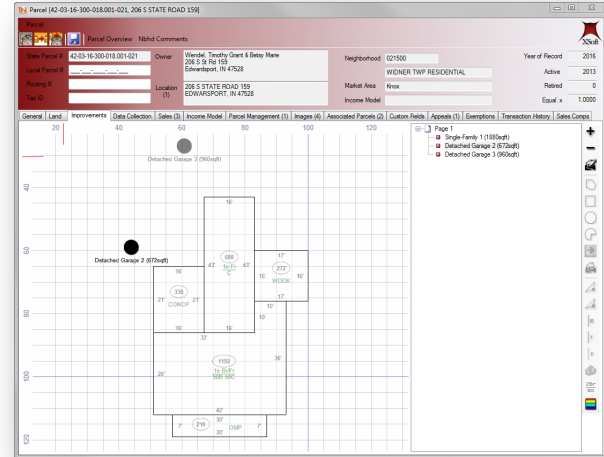 Parcel [42-03-16-300-018.001-021, 206 S STATE ROAD 159]
Parcel
Parcel Overview Nbhd Comments
XSoft
State Parcel # 42-03-16-300-018.001-021 Owner Wendel, Timothy Grant & Betsy Marie Neighborhood 021500 Year of Record 2016
206 S St Rd 159
Local Parcel # Edwardsport, IN 47528 WIDNER TWP RESIDENTIAL Active 2013
Routing # Location (1) 206 S STATE ROAD 159 Market Area Knox Retired 0
EDWARSPORT, IN 47528
Tier ID Income Model Equal. x 1.0000
General Land Improvements Data Collection Sales (3) Income Model Parcel Management (1) Images (4) Associated Parcels (2) Custom Fields Appeals (1) Exemptions Transaction History Sales Comps
20 40 60 80 100 120
Page 1
Single-Family 1 (1880sqft)
Detached Garage 2 (672sqft)
Detached Garage 3 (960sqft)
Detached Garage 3 (960sqft)
40
16'
60
Detached Garage 2 (672sqft)
16' 43' 688 43' 17'
1s Fr
C
16' 272 16'
WDDK
21' 336 21'
CONCP
17'
10'
80
16' 16' 10'
32'
1192 36'
26'
100
42'
30'
7' 210 OMP 7'
30'
120